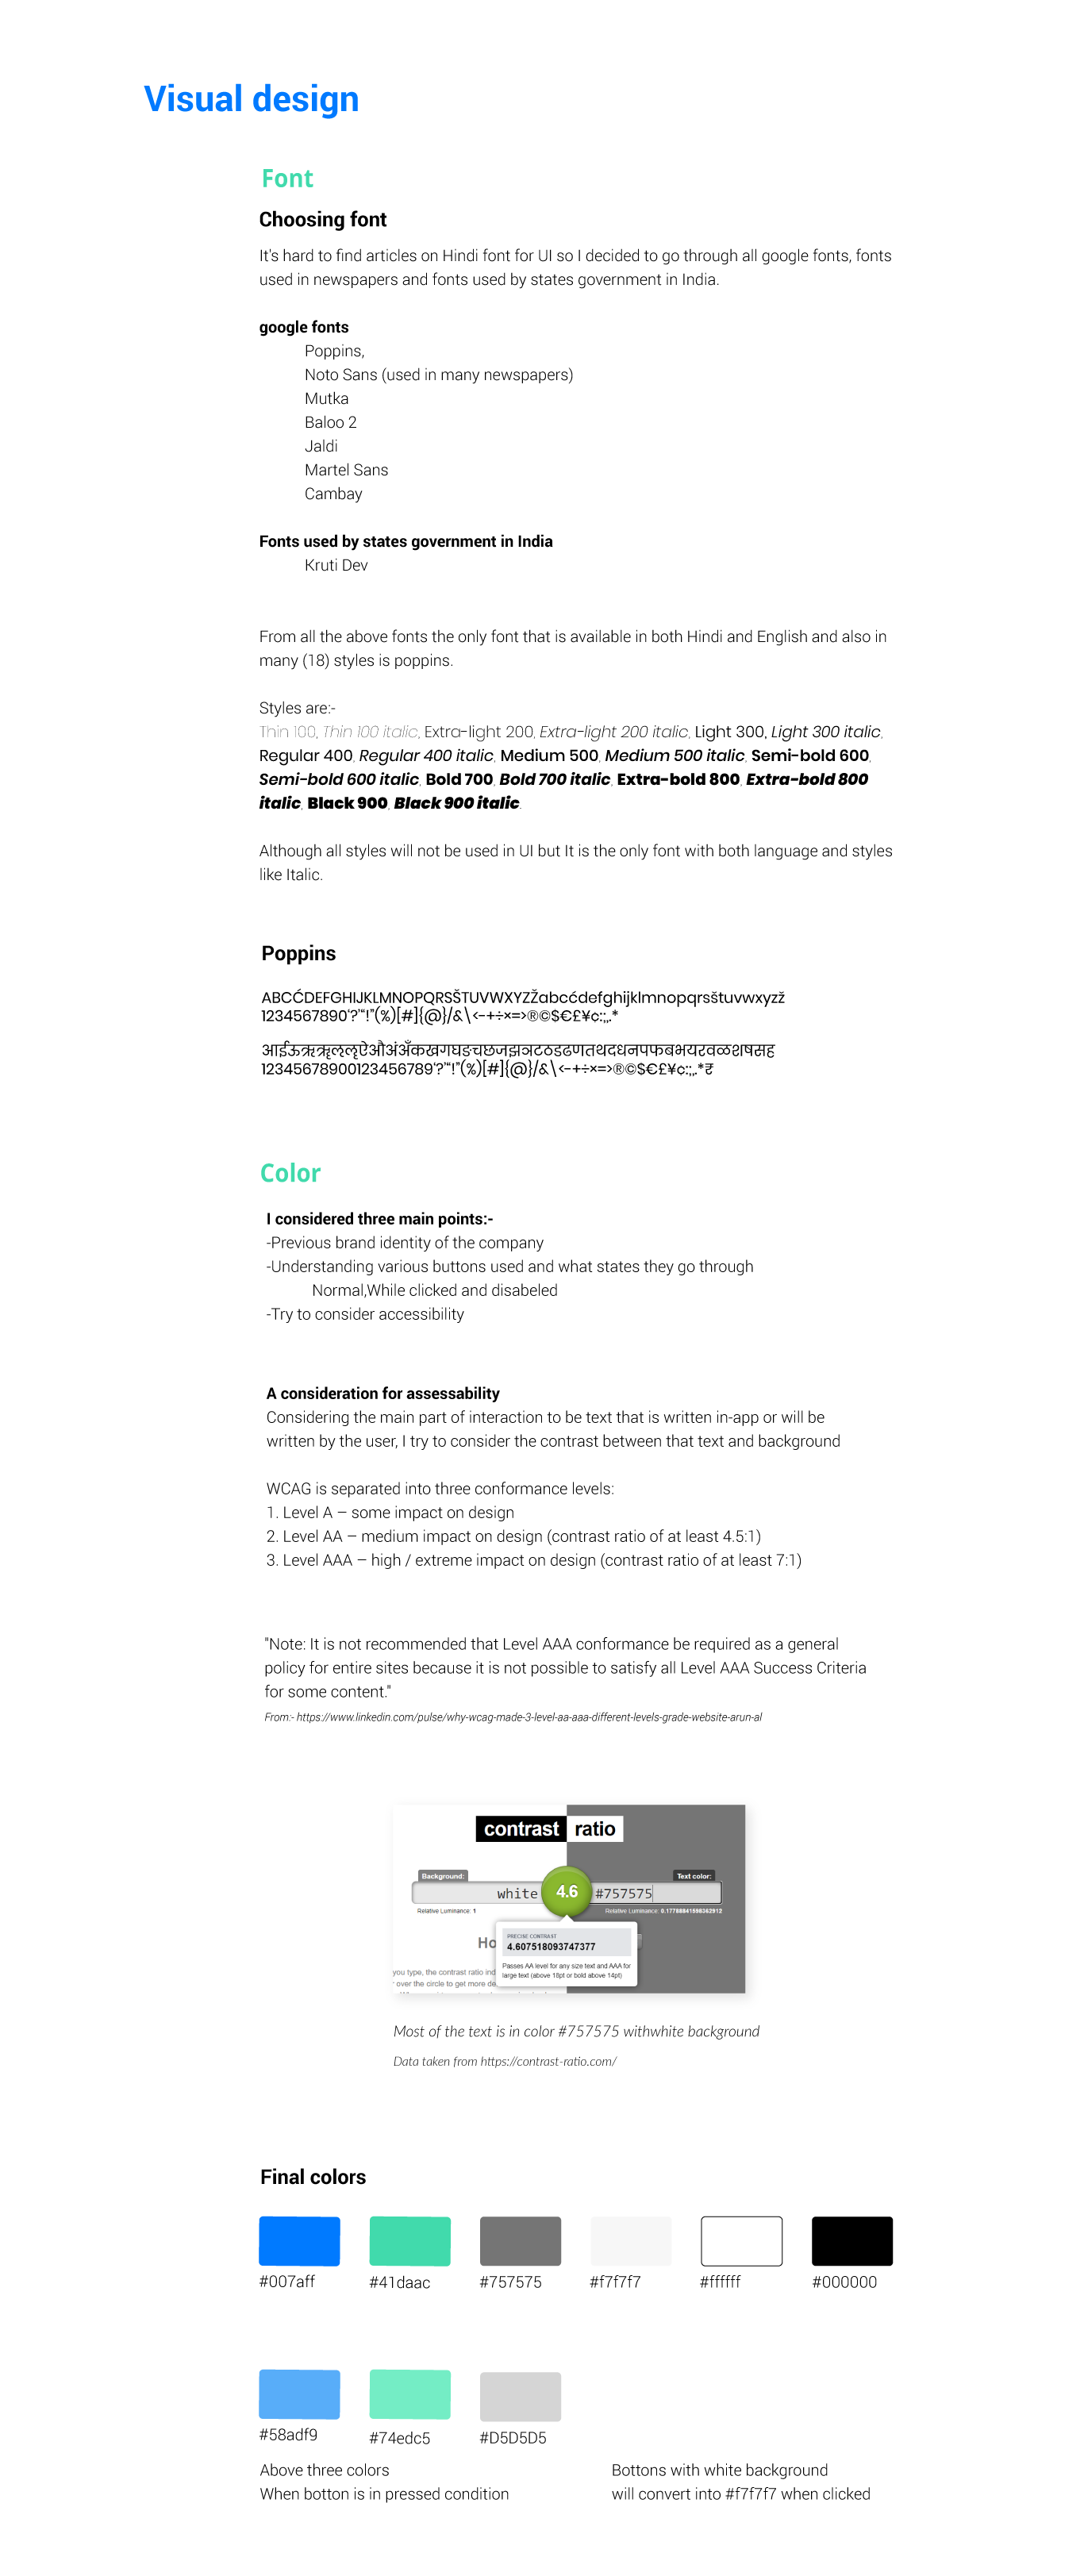 Visual design
Font
Choosing font
It's hard to find articles on Hindi font for UI so I decided to go through all google fonts, fonts
used in newspapers and fonts used by states government in India.
google fonts
Poppins,
Noto Sans (used in many newspapers)
Mutka
Baloo 2
Jaldi
Martel Sans
Cambay
Fonts used by states government in India
Kruti Dev
From all the above fonts the only font that is available in both Hindi and English and also in
many (18) styles is poppins.
Styles are:-
Thin 100, Thin 100 italic, Extra-light 200, Extra-light 200 italic, Light 300, Light 300 italic,
Regular 400, Regular 400 italic, Medium 500, Medium 500 italic, Semi-bold 600,
Semi-bold 600 italic, Bold 700, Bold 700 italic, Extra-bold 800, Extra-bold 800
italic, Black 900, Black 900 italic.
Although all styles will not be used in UI but It is the only font with both language and styles
like Italic.
Poppins
ABCĆDEFGHIJKLMNOPQRSŠTUVWXYZŽabcćdefghijklmnopqrsštuvwxyzž
1234567890‘?’“!”(%)[#]{@}/&\<-+÷×=>®©$€£¥¢:;,.*
आईऊऋॠऌॡऐऔअंअँकखगघङचछजझञटठडढणतथदधनपफबभयरवळशषसह
12345678900123456789‘?’“!”(%)[#]{@}/&\<-+÷×=>®©$€£¥¢:;,.*₹
Color
I considered three main points:-
-Previous brand identity of the company
-Understanding various buttons used and what states they go through
Normal,While clicked and disabeled
-Try to consider accessibility
A consideration for assessability
Considering the main part of interaction to be text that is written in-app or will be
written by the user, I try to consider the contrast between that text and background
WCAG is separated into three conformance levels:
1. Level A – some impact on design
2. Level AA – medium impact on design (contrast ratio of at least 4.5:1)
3. Level AAA – high / extreme impact on design (contrast ratio of at least 7:1)
"Note: It is not recommended that Level AAA conformance be required as a general
policy for entire sites because it is not possible to satisfy all Level AAA Success Criteria
for some content."
From:- https://www.linkedin.com/pulse/why-wcag-made-3-level-aa-aaa-different-levels-grade-website-arun-al
contrast ratio
Background: Text color:
white 4.6 #757575
Relative Luminance: 1 Relative Luminance: 0.17788841598362912
Ho
PRECISE CONTRAST
4.607518093747377
Passes AA level for any size text and AAA for
large text (above 18pt or bold above 14pt)
you type, the contrast ratio ind
over the circle to get more de
Most of the text is in color #757575 withwhite background
Data taken from https://contrast-ratio.com/
Final colors
#007aff #41daac #757575 #f7f7f7 #ffffff #000000
#58adf9 #74edc5 #D5D5D5
Above three colors
When botton is in pressed condition
Bottons with white background
will convert into #f7f7f7 when clicked